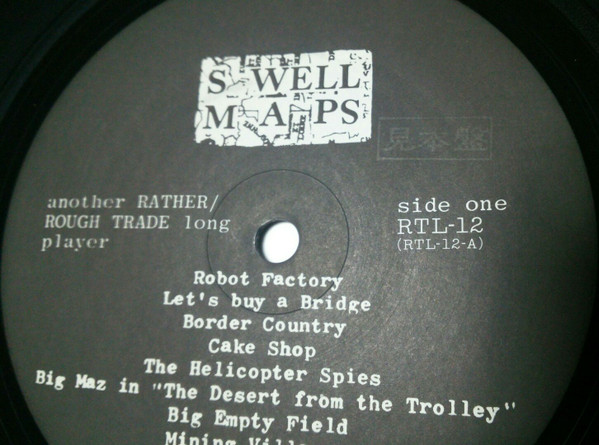 SWELL
MAPS
見本盤
another RATHER/
ROUGH TRADE long
player
side one
RTL-12
(RTL-12-A)
Robot Factory
Let's buy a Bridge
Border Country
Cake Shop
The Helicopter Spies
Big Maz in "The Desert from the Trolley"
Big Empty Field
Mining